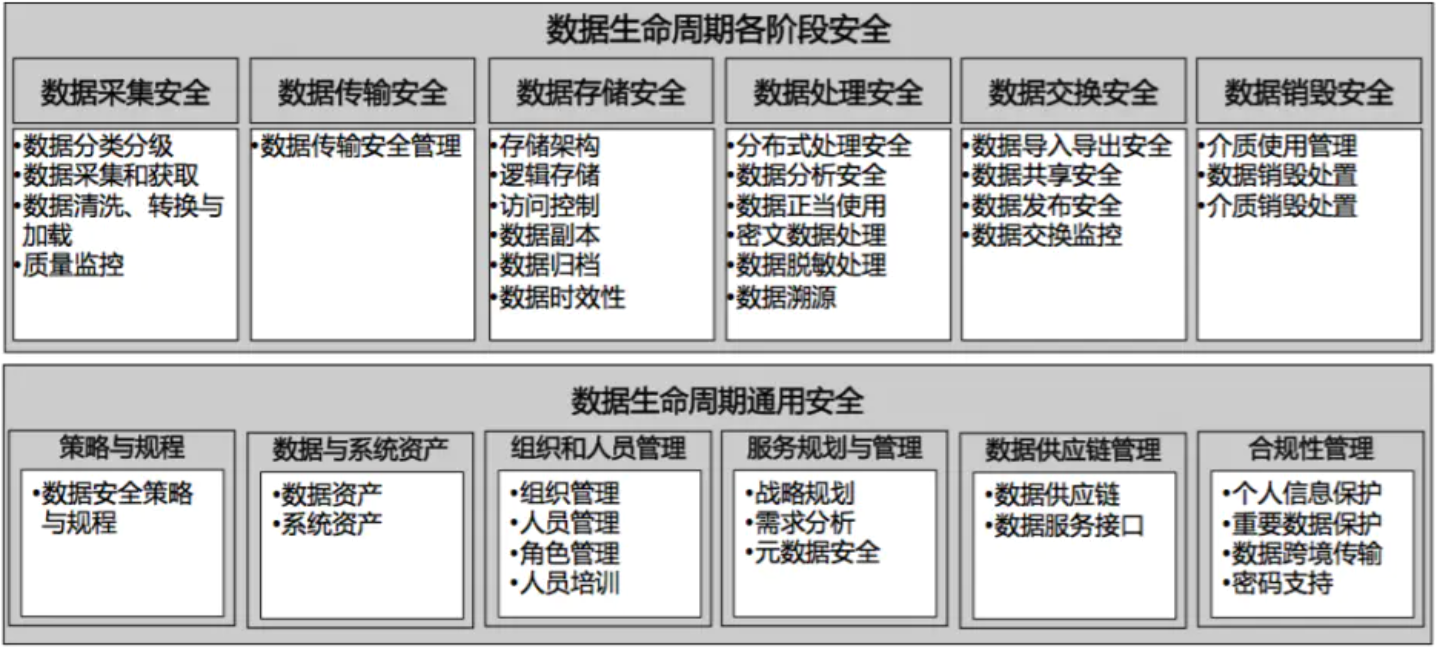 数据生命周期各阶段安全
数据采集安全
•数据分类分级
•数据采集和获取
•数据清洗、转换与
加载
•质量监控
数据传输安全
•数据传输安全管理
数据存储安全
•存储架构
•逻辑存储
•访问控制
•数据副本
•数据归档
•数据时效性
数据处理安全
•分布式处理安全
•数据分析安全
•数据正当使用
•密文数据处理
•数据脱敏处理
•数据溯源
数据交换安全
•数据导入导出安全
•数据共享安全
•数据发布安全
•数据交换监控
数据销毁安全
•介质使用管理
•数据销毁处置
•介质销毁处置
数据生命周期通用安全
策略与规程
•数据安全策略
与规程
数据与系统资产
•数据资产
•系统资产
组织和人员管理
•组织管理
•人员管理
•角色管理
•人员培训
服务规划与管理
•战略规划
•需求分析
•元数据安全
数据供应链管理
•数据供应链
•数据服务接口
合规性管理
•个人信息保护
•重要数据保护
•数据跨境传输
•密码支持